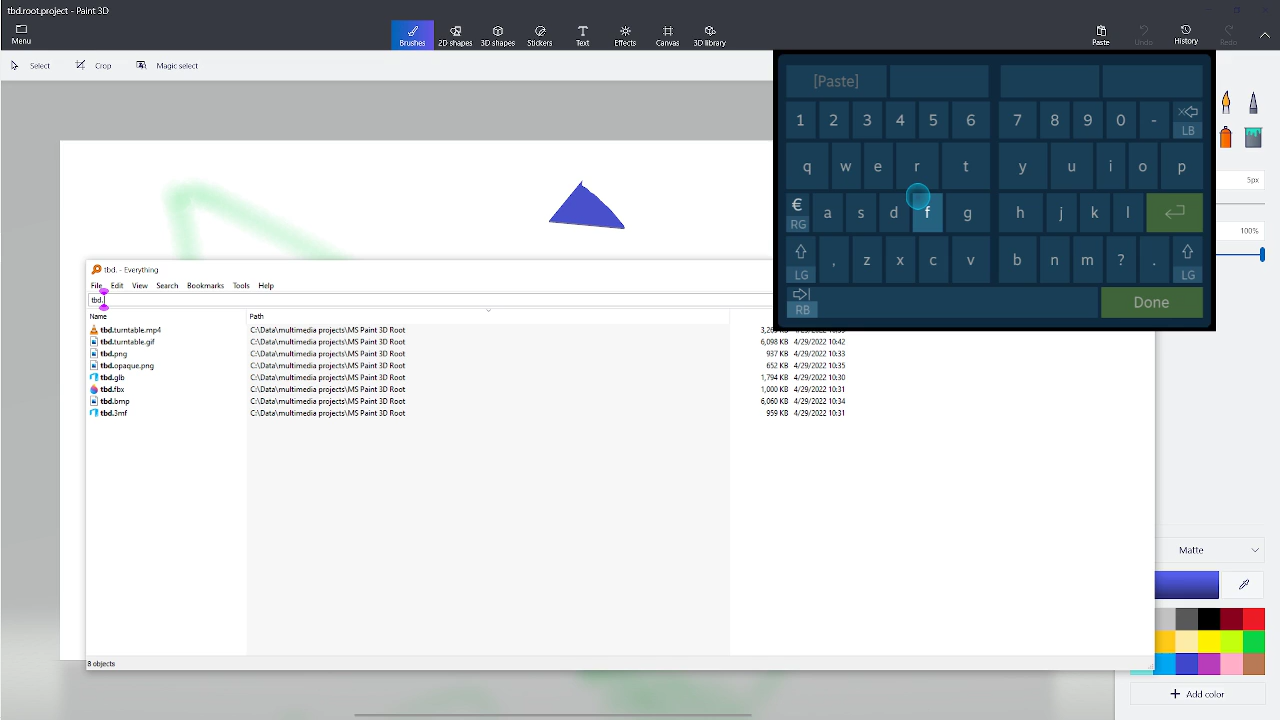 tbd.root.project - Paint 3D
Menu
Brushes
2D shapes
3D shapes
Stickers
Text
Effects
Canvas
3D library
Paste
Undo
History
Redo
Select
Crop
Magic select
[Paste]
1 2 3 4 5 6 7 8 9 0 -
LB
q w e r t y u i o p
€
RG
a s d f g h j k l
LG
, z x c v b n m ? .
LG
RB
Done
5px
100%
tbd. - Everything
File Edit View Search Bookmarks Tools Help
tbd.
Name Path
tbd.turntable.mp4 C:\Data\multimedia projects\MS Paint 3D Root
tbd.turntable.gif C:\Data\multimedia projects\MS Paint 3D Root 6,098 KB 4/29/2022 10:42
tbd.png C:\Data\multimedia projects\MS Paint 3D Root 937 KB 4/29/2022 10:33
tbd.opaque.png C:\Data\multimedia projects\MS Paint 3D Root 652 KB 4/29/2022 10:35
tbd.glb C:\Data\multimedia projects\MS Paint 3D Root 1,794 KB 4/29/2022 10:30
tbd.fbx C:\Data\multimedia projects\MS Paint 3D Root 1,000 KB 4/29/2022 10:31
tbd.bmp C:\Data\multimedia projects\MS Paint 3D Root 6,060 KB 4/29/2022 10:34
tbd.3mf C:\Data\multimedia projects\MS Paint 3D Root 959 KB 4/29/2022 10:31
8 objects
Matte
Add color